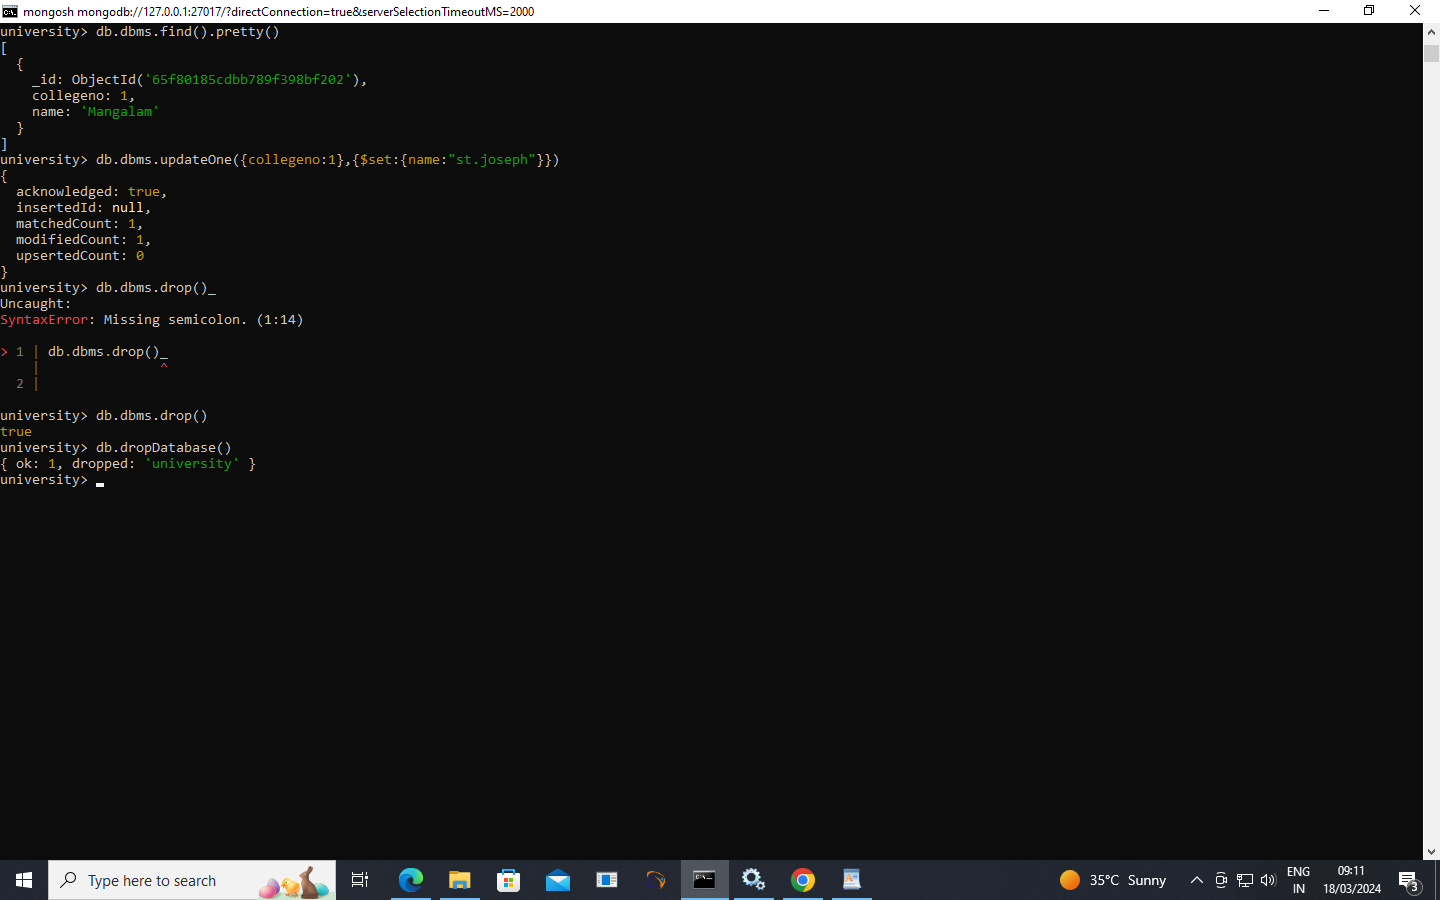 mongosh mongodb://127.0.0.1:27017/?directConnection=true&serverSelectionTimeoutMS=2000
university> db.dbms.find().pretty()
[
  {
    _id: ObjectId('65f80185cdbb789f398bf202'),
    collegeno: 1,
    name: 'Mangalam'
  }
]
university> db.dbms.updateOne({collegeno:1},{$set:{name:"st.joseph"}})
{
  acknowledged: true,
  insertedId: null,
  matchedCount: 1,
  modifiedCount: 1,
  upsertedCount: 0
}
university> db.dbms.drop()_
Uncaught:
SyntaxError: Missing semicolon. (1:14)
> 1 | db.dbms.drop()_
    |               ^
  2 |
university> db.dbms.drop()
true
university> db.dropDatabase()
{ ok: 1, dropped: 'university' }
university>
Type here to search
35°C Sunny
ENG
IN
09:11
18/03/2024
3